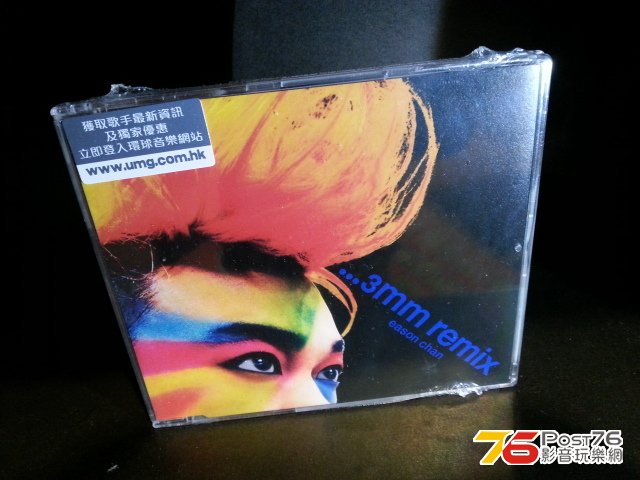 獲取歌手最新資訊
及獨家優惠
立即登入環球音樂網站
www.umg.com.hk
...3mm remix
eason chan
76 Post76
影音玩樂網